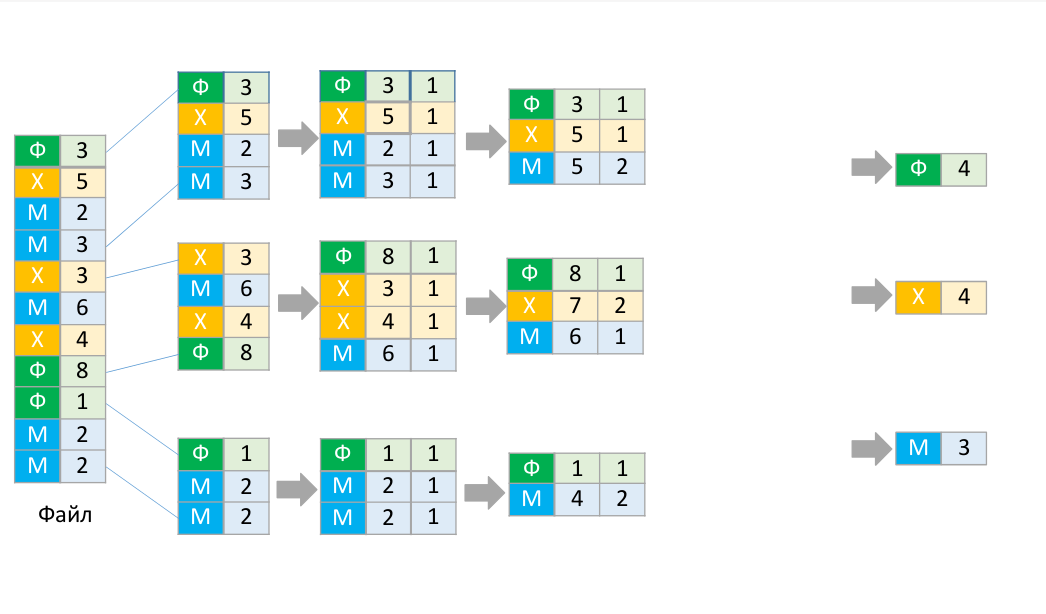 Ф 3
Х 5
М 2
М 3
Х 3
М 6
Х 4
Ф 8
Ф 1
М 2
М 2
Файл
Ф 3
Х 5
М 2
М 3
Х 3
М 6
Х 4
Ф 8
Ф 1
М 2
М 2
Ф 3 1
Х 5 1
М 2 1
М 3 1
Ф 8 1
Х 3 1
Х 4 1
М 6 1
Ф 1 1
М 2 1
М 2 1
Ф 3 1
Х 5 1
М 5 2
Ф 8 1
Х 7 2
М 6 1
Ф 1 1
М 4 2
Ф 4
Х 4
М 3